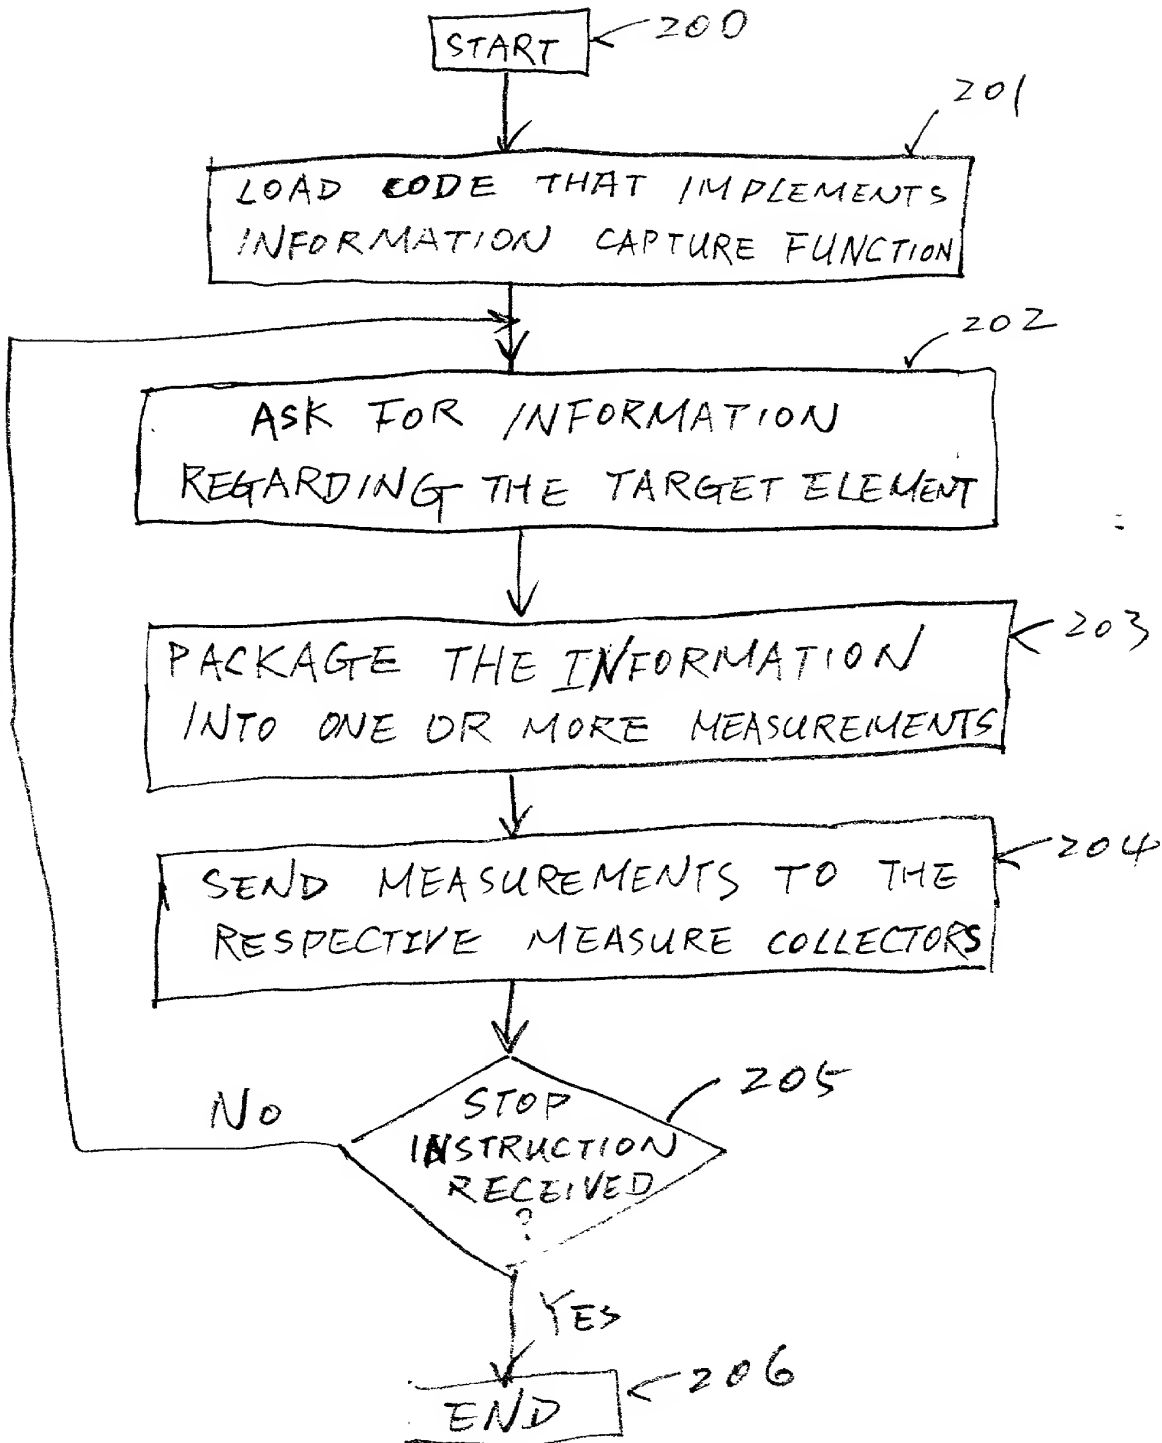 START
200
201
LOAD CODE THAT IMPLEMENTS
INFORMATION CAPTURE FUNCTION
202
ASK FOR INFORMATION
REGARDING THE TARGET ELEMENT
203
PACKAGE THE INFORMATION
INTO ONE OR MORE MEASUREMENTS
204
SEND MEASUREMENTS TO THE
RESPECTIVE MEASURE COLLECTORS
205
NO
STOP
INSTRUCTION
RECEIVED
?
YES
206
END